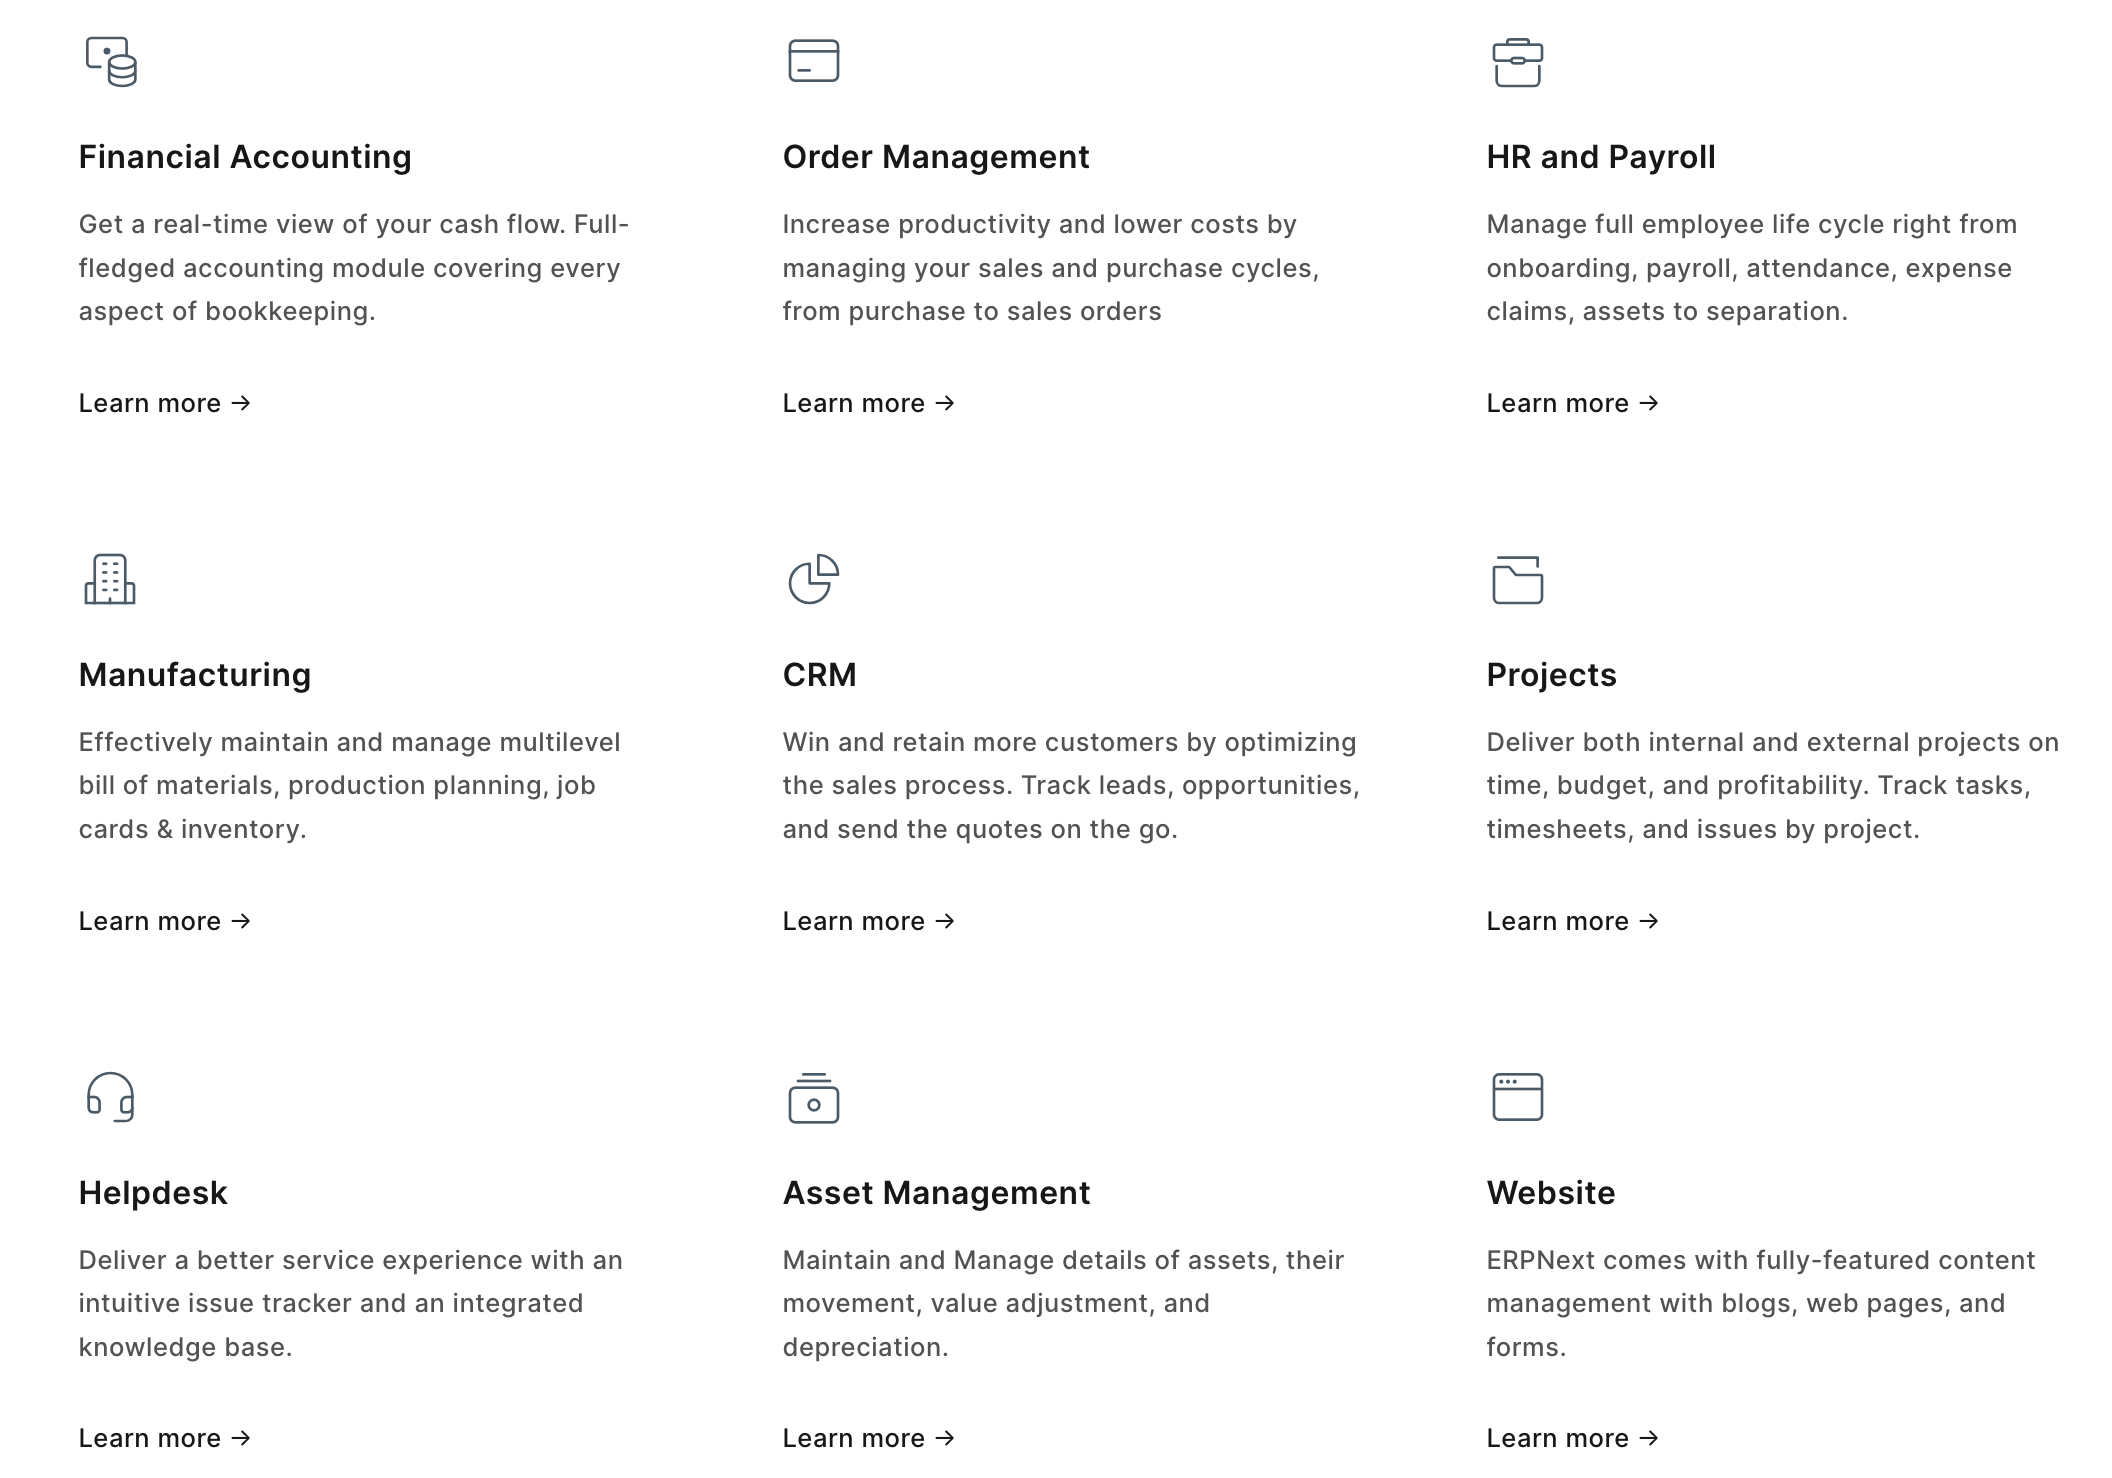 Financial Accounting
Get a real-time view of your cash flow. Full-
fledged accounting module covering every
aspect of bookkeeping.
Learn more →
Order Management
Increase productivity and lower costs by
managing your sales and purchase cycles,
from purchase to sales orders
Learn more →
HR and Payroll
Manage full employee life cycle right from
onboarding, payroll, attendance, expense
claims, assets to separation.
Learn more →
Manufacturing
Effectively maintain and manage multilevel
bill of materials, production planning, job
cards & inventory.
Learn more →
CRM
Win and retain more customers by optimizing
the sales process. Track leads, opportunities,
and send the quotes on the go.
Learn more →
Projects
Deliver both internal and external projects on
time, budget, and profitability. Track tasks,
timesheets, and issues by project.
Learn more →
Helpdesk
Deliver a better service experience with an
intuitive issue tracker and an integrated
knowledge base.
Learn more →
Asset Management
Maintain and Manage details of assets, their
movement, value adjustment, and
depreciation.
Learn more →
Website
ERPNext comes with fully-featured content
management with blogs, web pages, and
forms.
Learn more →